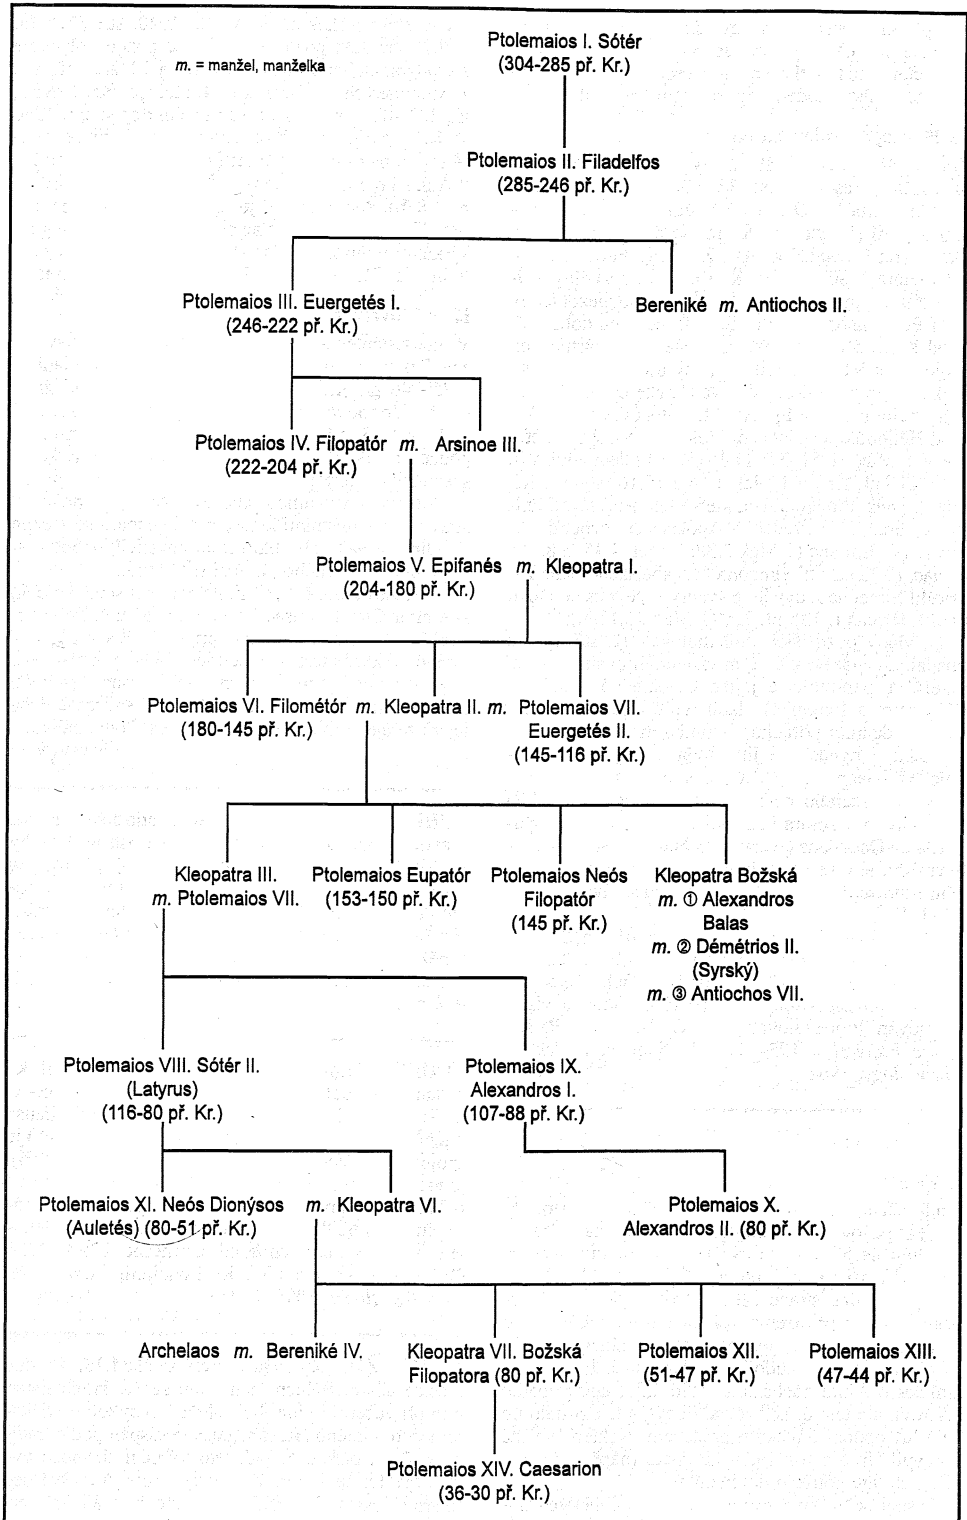 Ptolemaios I. Sótér
(304-285 př. Kr.)
m. = manžel, manželka
Ptolemaios II. Filadelfos
(285-246 př. Kr.)
Ptolemaios III. Euergetés I.
(246-222 př. Kr.)
Bereniké m. Antiochos II.
Ptolemaios IV. Filopatór m. Arsinoe III.
(222-204 př. Kr.)
Ptolemaios V. Epifanés m. Kleopatra I.
(204-180 př. Kr.)
Ptolemaios VI. Filométór m. Kleopatra II. m. Ptolemaios VII.
(180-145 př. Kr.)
Euergetés II.
(145-116 př. Kr.)
Kleopatra III.
m. Ptolemaios VII.
Ptolemaios Eupatór
(153-150 př. Kr.)
Ptolemaios Neós
Filopatór
(145 př. Kr.)
Kleopatra Božská
m. ① Alexandros
Balas
m. ② Démétrios II.
(Syrský)
m. ③ Antiochos VII.
Ptolemaios VIII. Sótér II.
(Latyrus)
(116-80 př. Kr.)
Ptolemaios IX.
Alexandros I.
(107-88 př. Kr.)
Ptolemaios XI. Neós Dionýsos m. Kleopatra VI.
(Auletés) (80-51 př. Kr.)
Ptolemaios X.
Alexandros II. (80 př. Kr.)
Archelaos m. Bereniké IV.
Kleopatra VII. Božská
Filopatora (80 př. Kr.)
Ptolemaios XII.
(51-47 př. Kr.)
Ptolemaios XIII.
(47-44 př. Kr.)
Ptolemaios XIV. Caesarion
(36-30 př. Kr.)